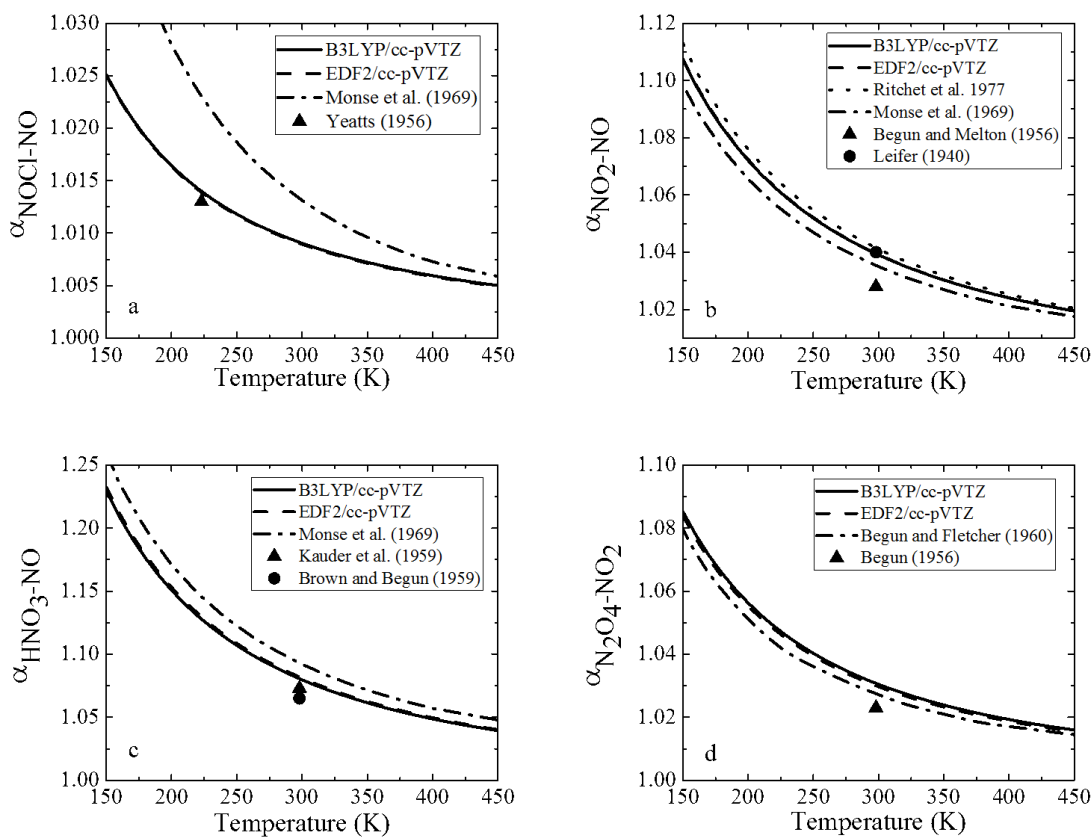 1.030
1.025
1.020
1.015
1.010
1.005
1.000
αNOCl-NO
B3LYP/cc-pVTZ
EDF2/cc-pVTZ
Monse et al. (1969)
Yeatts (1956)
a
150 200 250 300 350 400 450
Temperature (K)
1.12
1.10
1.08
1.06
1.04
1.02
αNO2-NO
B3LYP/cc-pVTZ
EDF2/cc-pVTZ
Ritchet et al. 1977
Monse et al. (1969)
Begun and Melton (1956)
Leifer (1940)
b
150 200 250 300 350 400 450
Temperature (K)
1.25
1.20
1.15
1.10
1.05
1.00
αHNO3-NO
B3LYP/cc-pVTZ
EDF2/cc-pVTZ
Monse et al. (1969)
Kauder et al. (1959)
Brown and Begun (1959)
c
150 200 250 300 350 400 450
Temperature (K)
1.10
1.08
1.06
1.04
1.02
1.00
αN2O4-NO2
B3LYP/cc-pVTZ
EDF2/cc-pVTZ
Begun and Fletcher (1960)
Begun (1956)
d
150 200 250 300 350 400 450
Temperature (K)